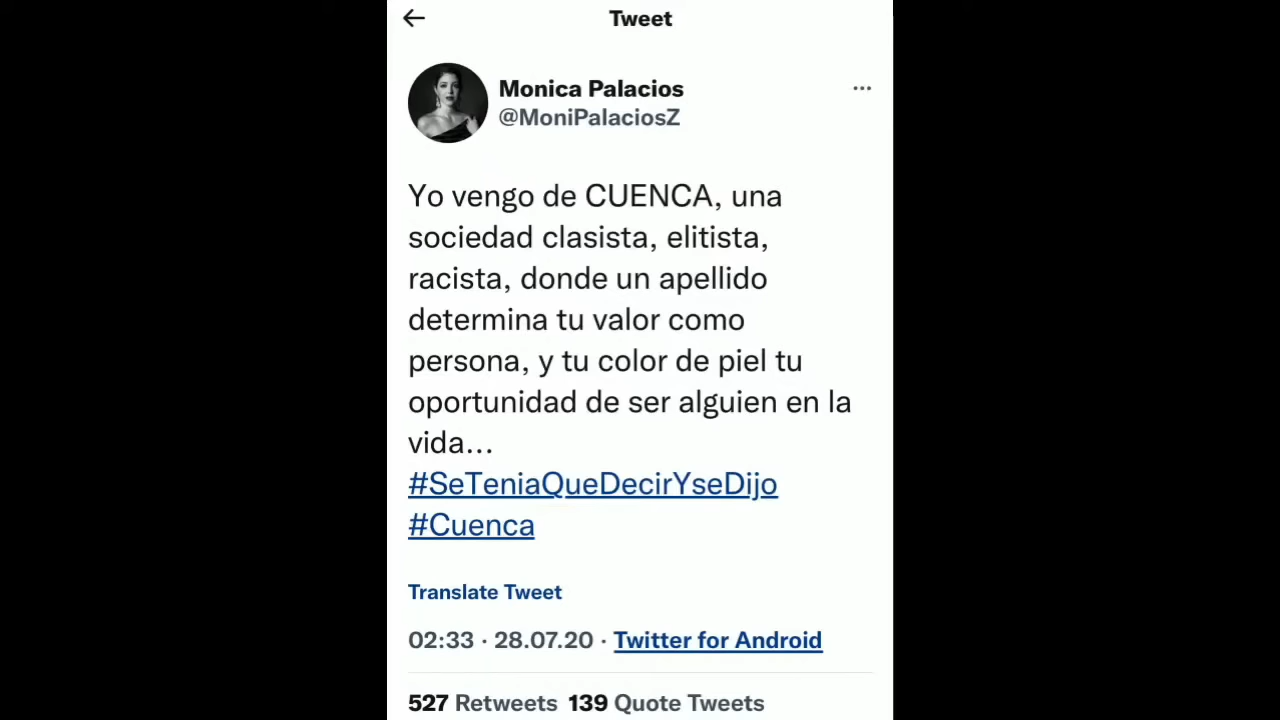 Tweet
Monica Palacios
@MoniPalaciosZ
Yo vengo de CUENCA, una
sociedad clasista, elitista,
racista, donde un apellido
determina tu valor como
persona, y tu color de piel tu
oportunidad de ser alguien en la
vida...
#SeTeniaQueDecirYseDijo
#Cuenca
Translate Tweet
02:33 · 28.07.20 · Twitter for Android
527 Retweets 139 Quote Tweets